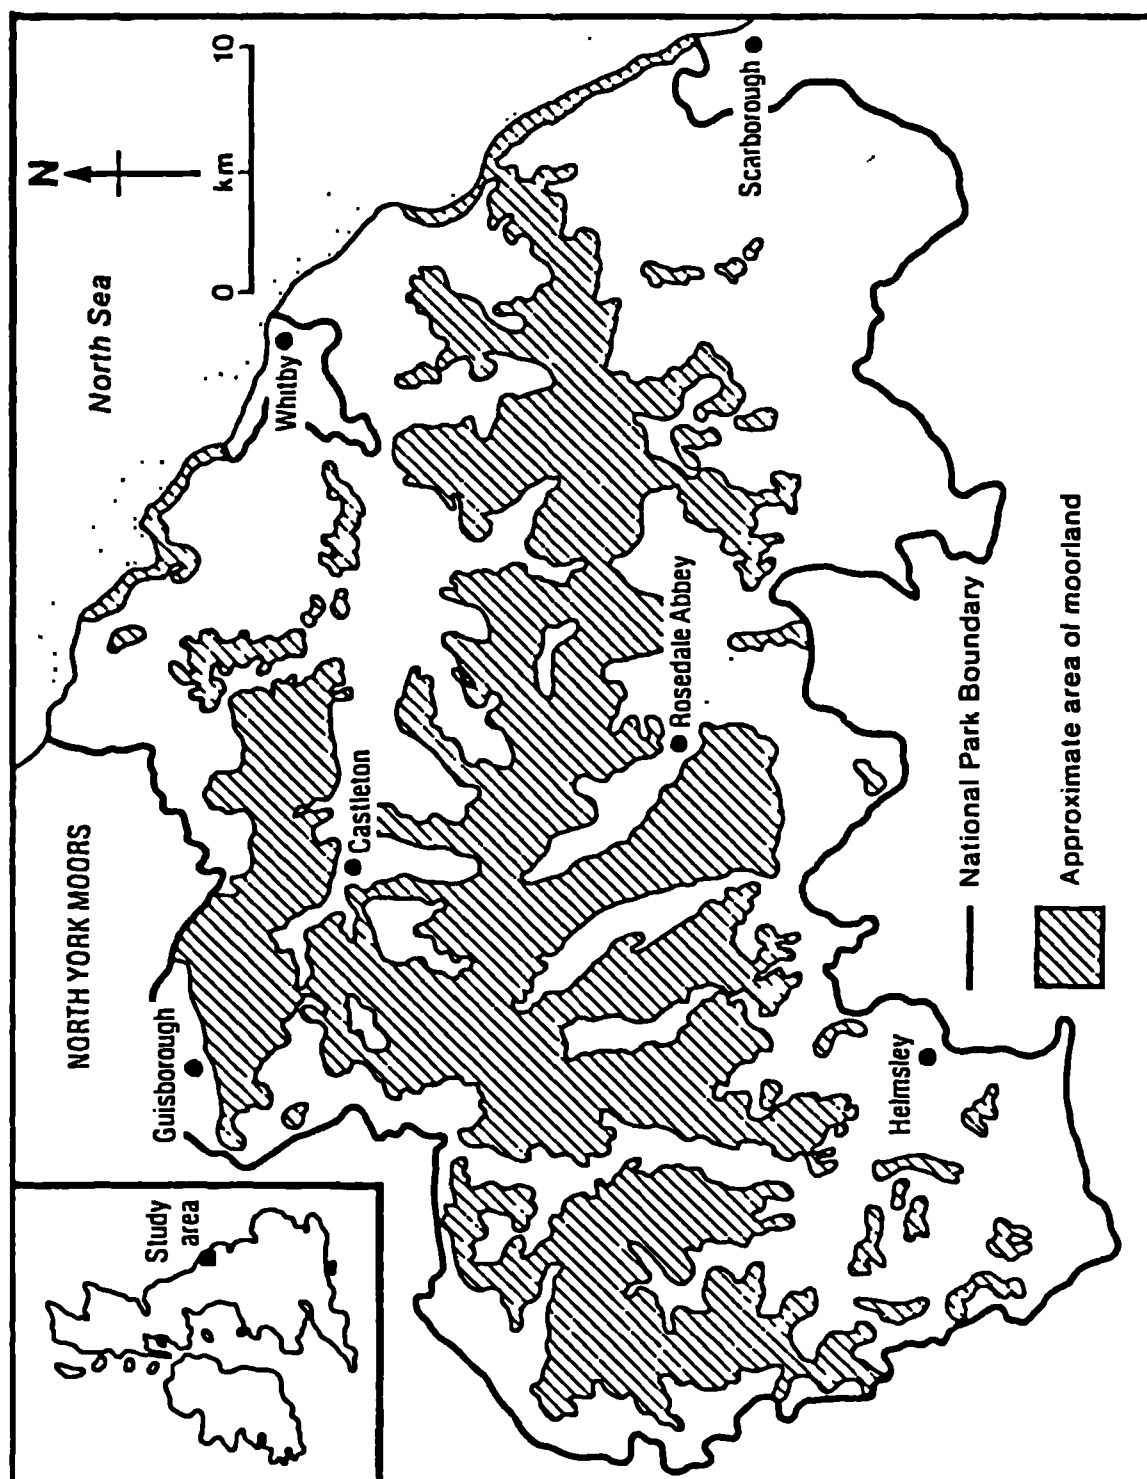 NORTH YORK MOORS
North Sea
N
0 km 10
Study
area
Guisborough
Whitby
Castleton
Scarborough
Rosedale Abbey
Helmsley
National Park Boundary
Approximate area of moorland